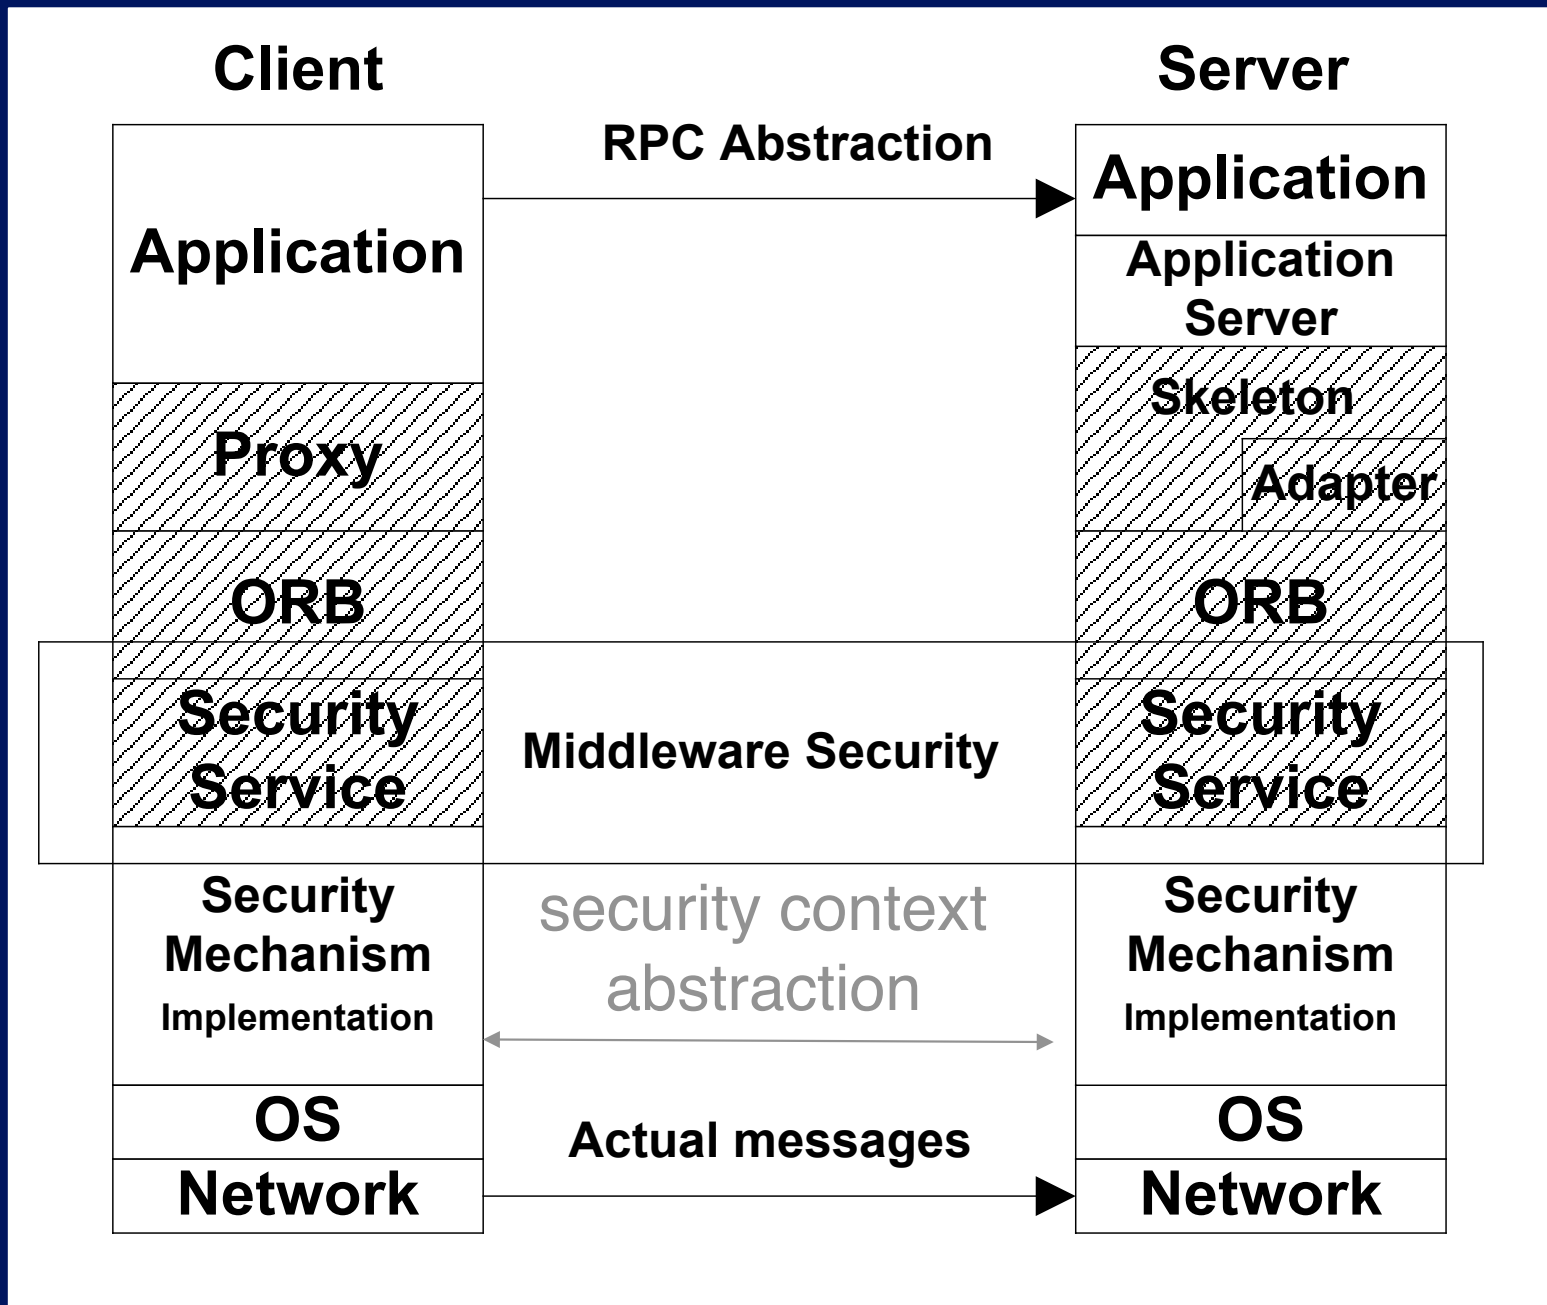 Client
Server
RPC Abstraction
Application
Application
Application
Server
Proxy
Skeleton
Adapter
ORB
ORB
Security
Service
Middleware Security
Security
Service
Security
Mechanism
Implementation
security context
abstraction
Security
Mechanism
Implementation
OS
Actual messages
OS
Network
Network